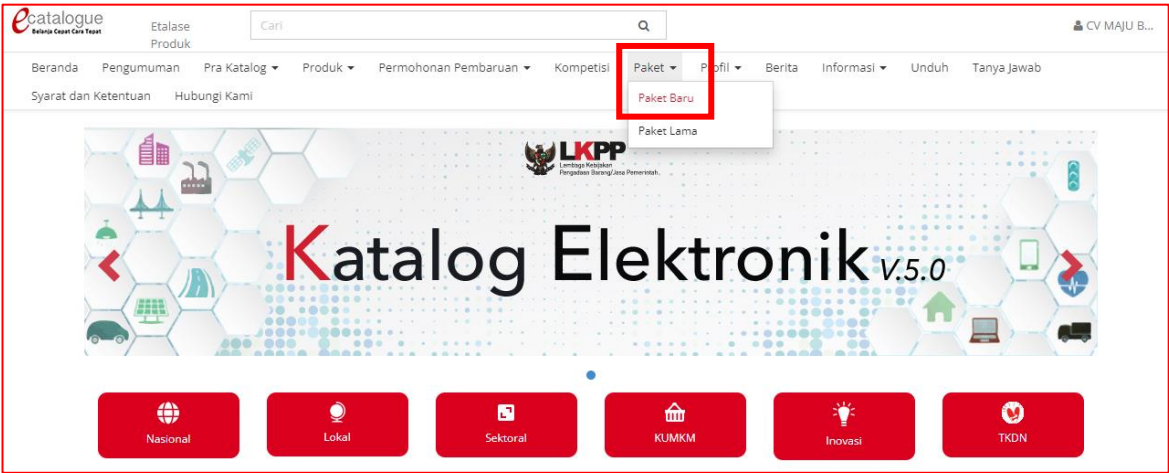 ecatalogue
Belanja Cepat Cara Tepat
Etalase
Produk
Cari
CV MAJU B...
Beranda Pengumuman Pra Katalog Produk Permohonan Pembaruan Kompetisi Paket Profil Berita Informasi Unduh Tanya Jawab
Syarat dan Ketentuan Hubungi Kami
Paket Baru
Paket Lama
LKPP
Lembaga Kebijakan
Pengadaan Barang/Jasa Pemerintah
Katalog Elektronik v.5.0
Nasional Lokal Sektoral KUMKM Inovasi TKDN